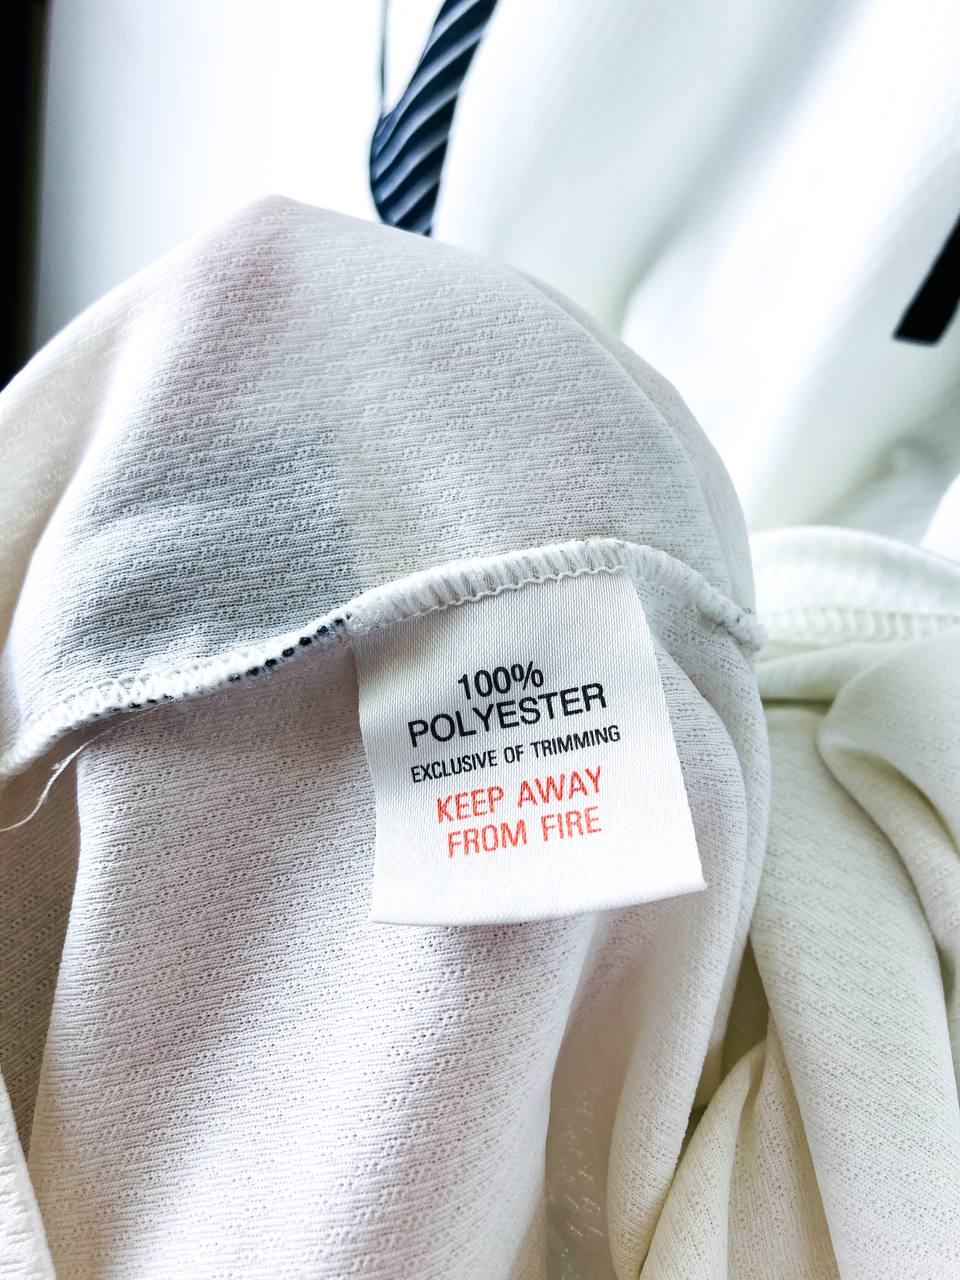 100%
POLYESTER
EXCLUSIVE OF TRIMMING
KEEP AWAY
FROM FIRE